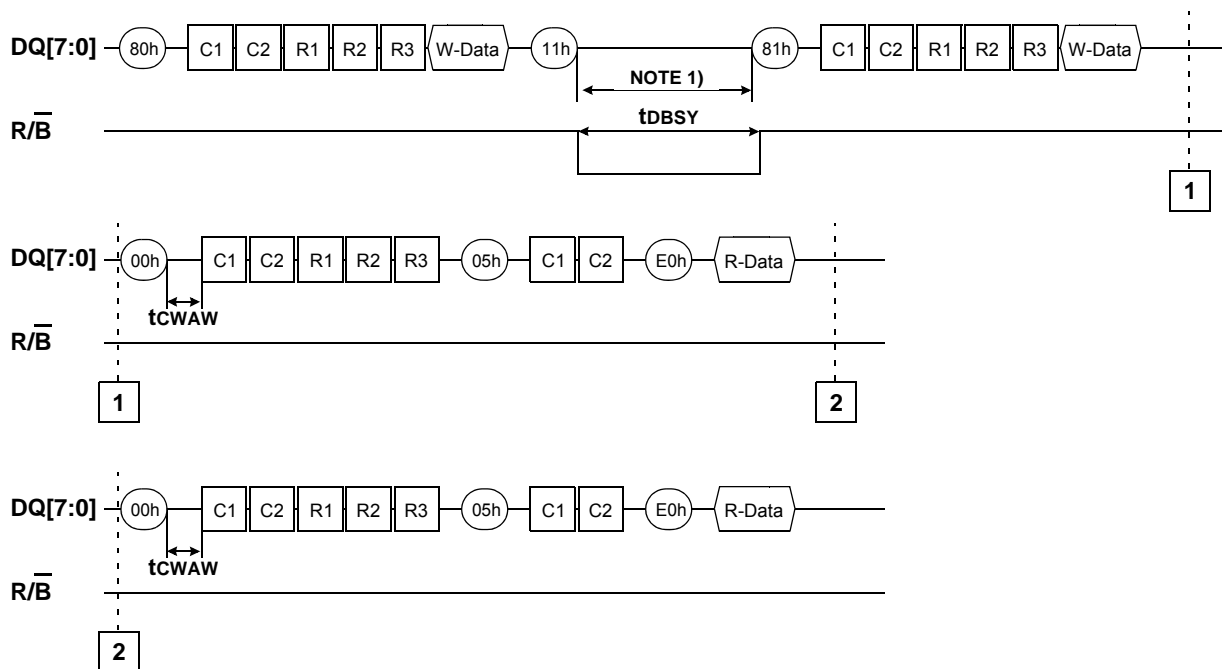 DQ[7:0] 80h C1 C2 R1 R2 R3 W-Data 11h 81h C1 C2 R1 R2 R3 W-Data
NOTE 1)
tDBSY
R/B̅
1
DQ[7:0] 00h C1 C2 R1 R2 R3 05h C1 C2 E0h R-Data
tCWAW
R/B̅
1 2
DQ[7:0] 00h C1 C2 R1 R2 R3 05h C1 C2 E0h R-Data
tCWAW
R/B̅
2